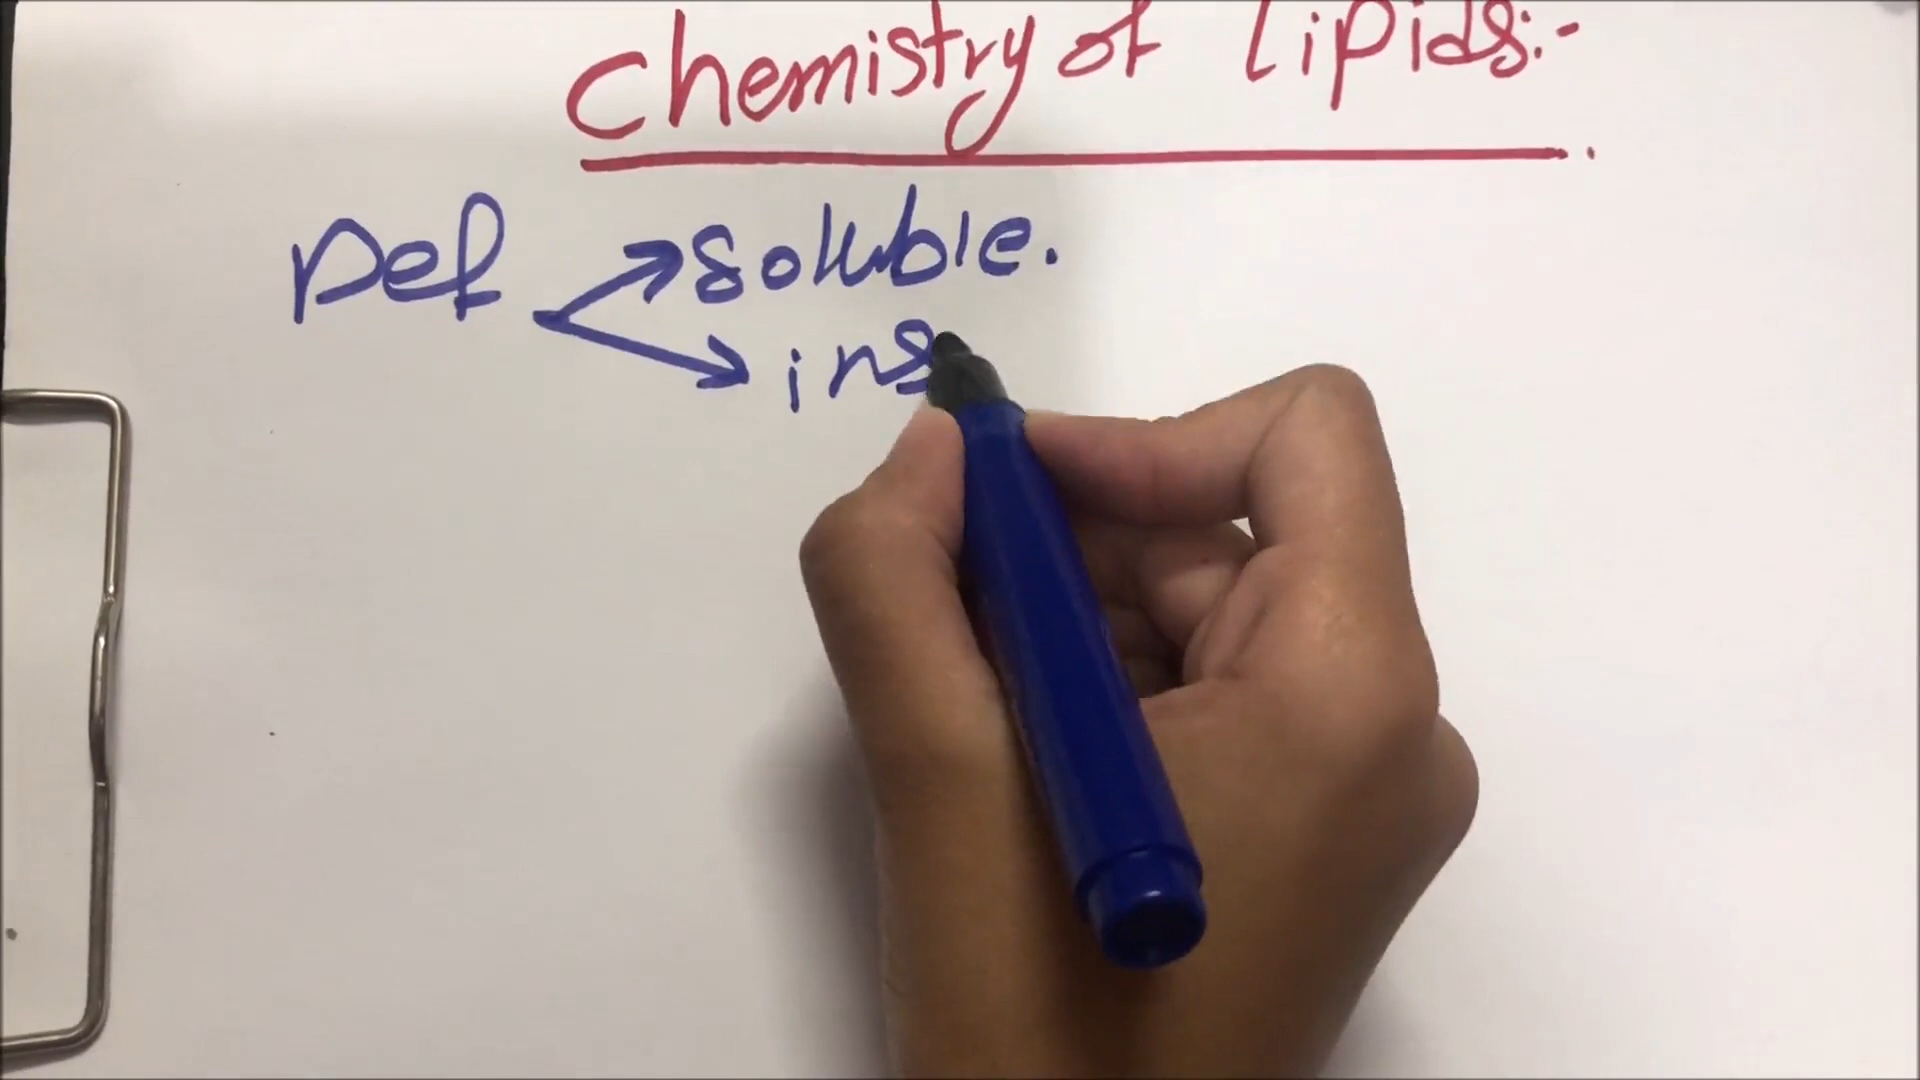 Chemistry of lipids:-
Def
soluble.
ins